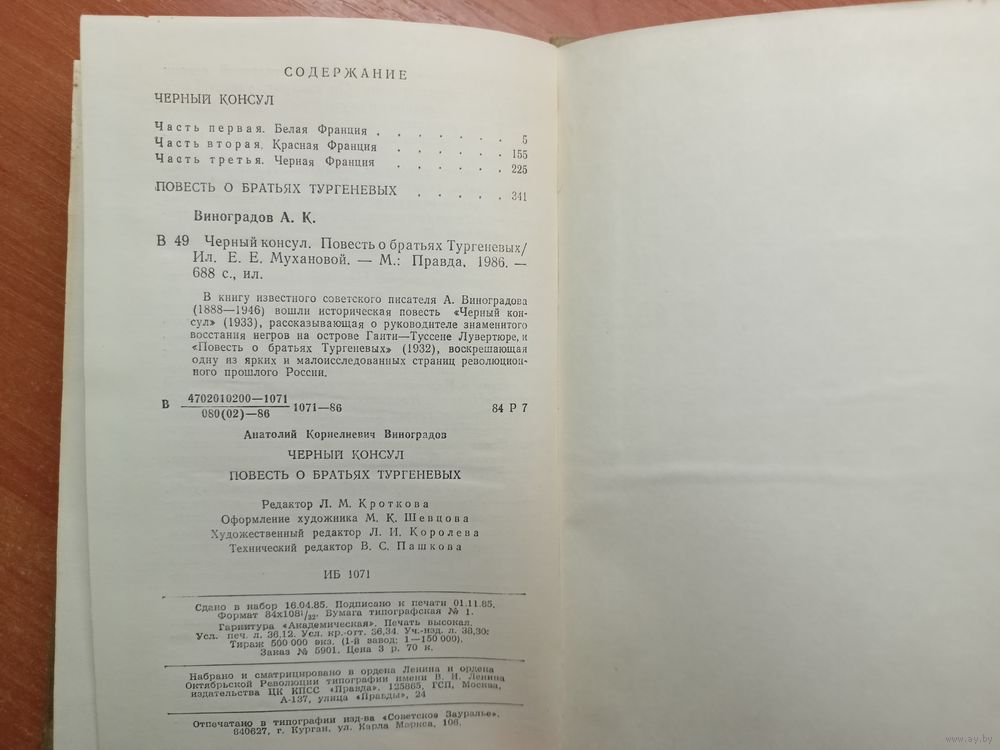 СОДЕРЖАНИЕ
ЧЕРНЫЙ КОНСУЛ
Часть первая. Белая Франция . . . . . . . 5
Часть вторая. Красная Франция . . . . . . 155
Часть третья. Черная Франция . . . . . . 225
ПОВЕСТЬ О БРАТЬЯХ ТУРГЕНЕВЫХ . . . . . 341
Виноградов А. К.
В 49 Черный консул. Повесть о братьях Тургеневых/
Ил. Е. Е. Мухановой. — М.: Правда, 1986. —
688 с., ил.
В книгу известного советского писателя А. Виноградова
(1888—1946) вошли историческая повесть «Черный кон-
сул» (1933), рассказывающая о руководителе знаменитого
восстания негров на острове Гаити—Туссене Лувертюре, и
«Повесть о братьях Тургеневых» (1932), воскрешающая
одну из ярких и малоисследованных страниц революцион-
ного прошлого России.
В 4702010200—1071
080(02)—86 1071—86 84 Р 7
Анатолий Корнелиевич Виноградов
ЧЕРНЫЙ КОНСУЛ
ПОВЕСТЬ О БРАТЬЯХ ТУРГЕНЕВЫХ
Редактор Л. М. Кроткова
Оформление художника М. К. Шевцова
Художественный редактор Л. И. Королева
Технический редактор В. С. Пашкова
ИБ 1071
Сдано в набор 16.04.85. Подписано к печати 01.11.85.
Формат 84х108¹/₃₂. Бумага типографская № 1.
Гарнитура «Академическая». Печать высокая.
Усл. печ. л. 36,12. Усл. кр.-отт. 36,34. Уч.-изд. л. 38,30.
Тираж 500 000 экз. (1-й завод: 1—150 000).
Заказ № 5901. Цена 3 р. 70 к.
Набрано и сматрицировано в ордена Ленина и ордена
Октябрьской Революции типографии имени В. И. Ленина
издательства ЦК КПСС «Правда». 125865, ГСП, Москва,
А-137, улица «Правды», 24
Отпечатано в типографии изд-ва «Советское Зауралье».
640627, г. Курган, ул. Карла Маркса, 106.
www.ay.by